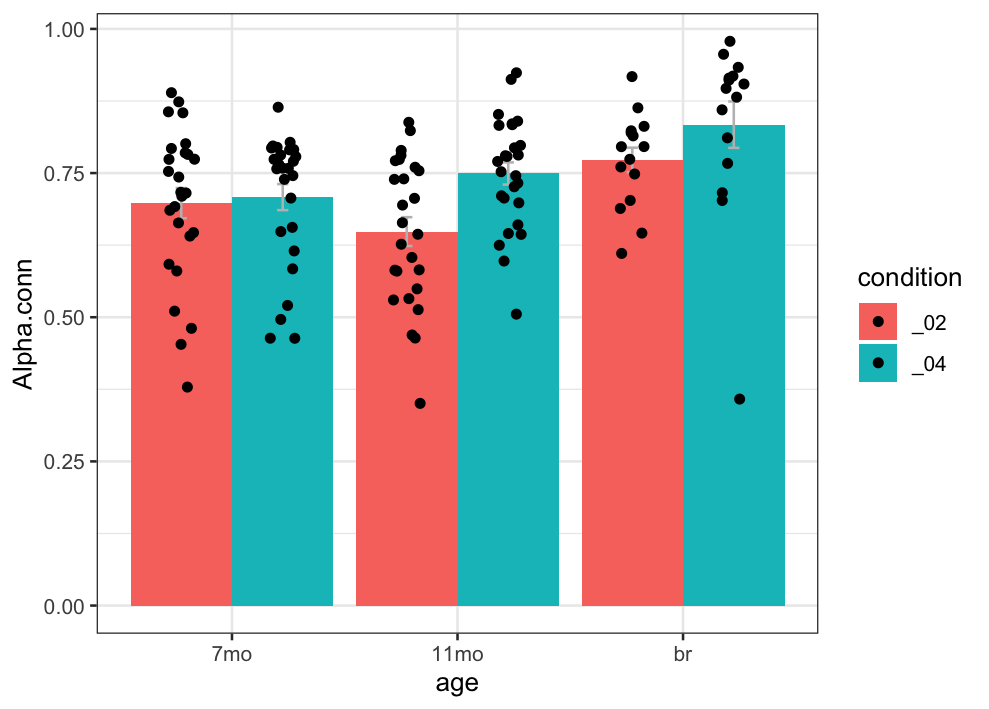 1.00
0.75
0.50
0.25
0.00
Alpha.conn
7mo
11mo
br
age
condition
_02
_04